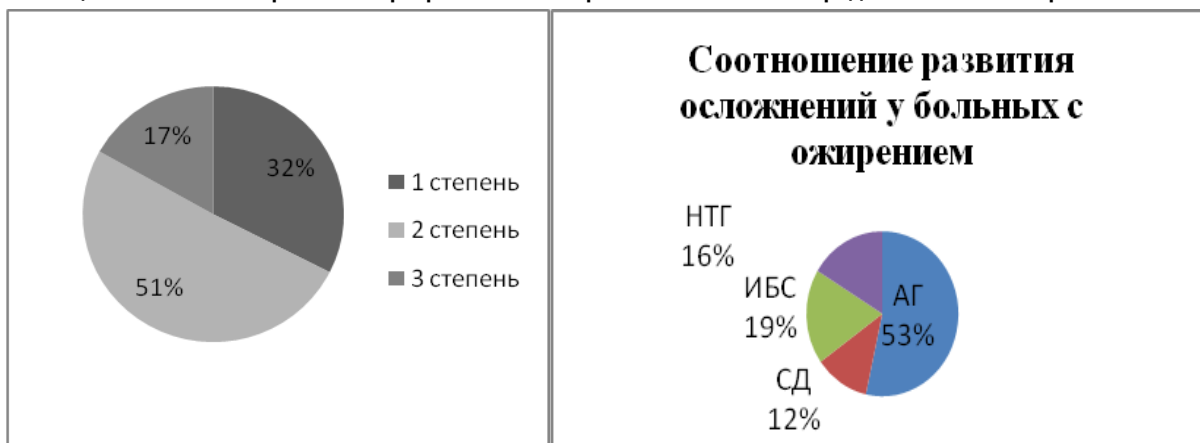 17%
32%
51%
1 степень
2 степень
3 степень
Соотношение развития
осложнений у больных с
ожирением
НТГ
16%
ИБС
19%
СД
12%
АГ
53%